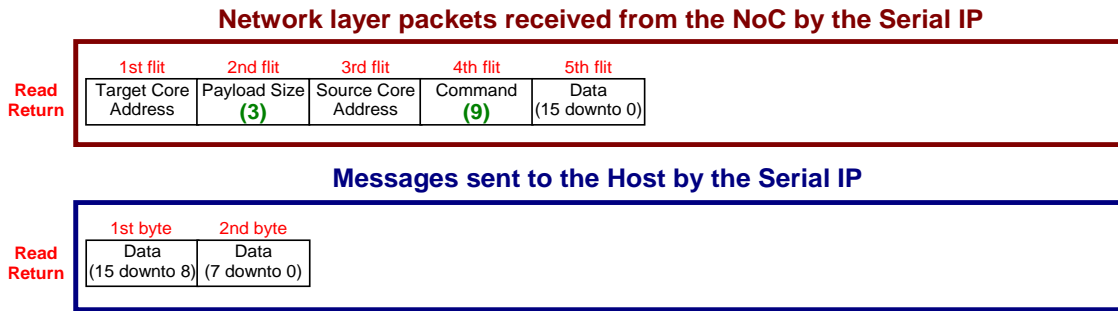 Network layer packets received from the NoC by the Serial IP
1st flit 2nd flit 3rd flit 4th flit 5th flit
Read Return
Target Core Address
Payload Size (3)
Source Core Address
Command (9)
Data (15 downto 0)
Messages sent to the Host by the Serial IP
1st byte 2nd byte
Read Return
Data (15 downto 8)
Data (7 downto 0)